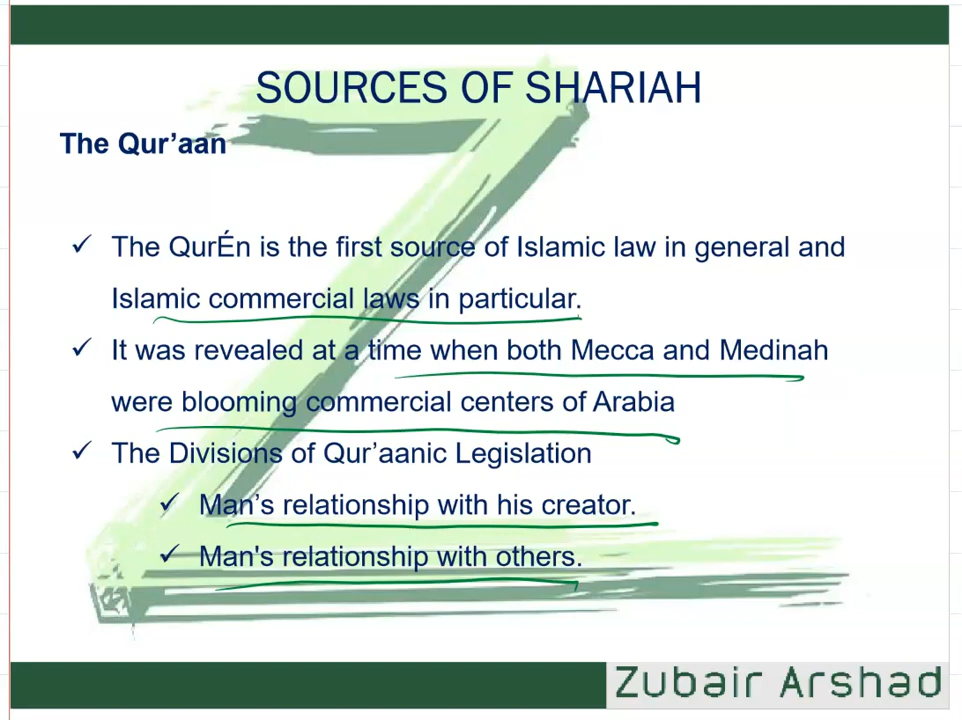 SOURCES OF SHARIAH
The Qur’aan
✓ The QurÉn is the first source of Islamic law in general and
Islamic commercial laws in particular.
✓ It was revealed at a time when both Mecca and Medinah
were blooming commercial centers of Arabia
✓ The Divisions of Qur’aanic Legislation
✓ Man’s relationship with his creator.
✓ Man's relationship with others.
Zubair Arshad